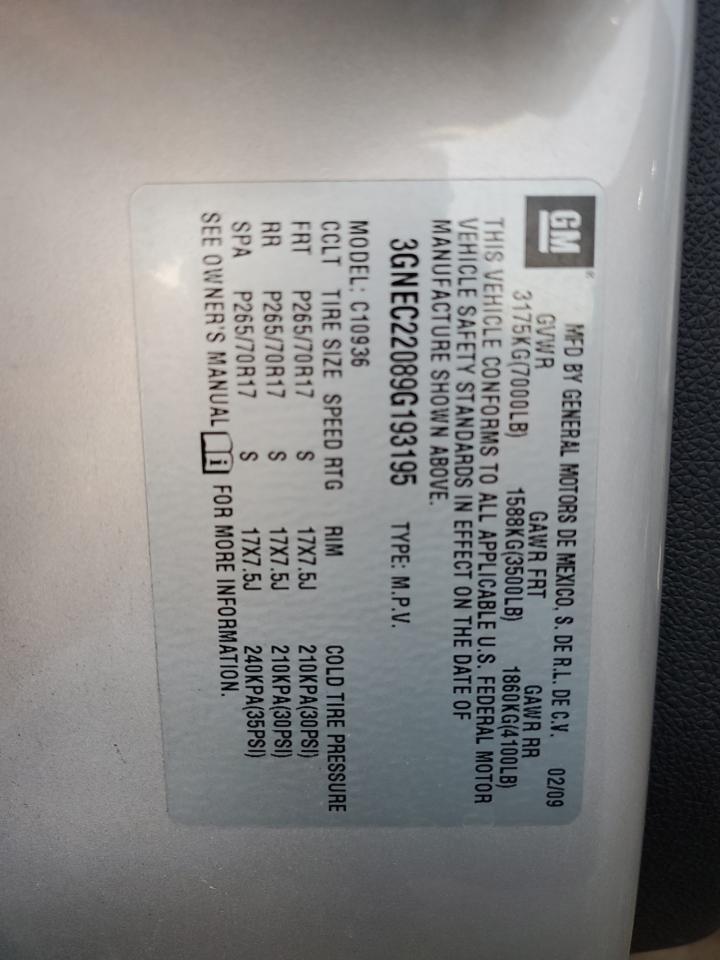 GM®
MFD BY GENERAL MOTORS DE MEXICO, S. DE R.L. DE C.V. 02/09
GVWR GAWR FRT GAWR RR
3175KG(7000LB) 1588KG(3500LB) 1860KG(4100LB)
THIS VEHICLE CONFORMS TO ALL APPLICABLE U.S. FEDERAL MOTOR
VEHICLE SAFETY STANDARDS IN EFFECT ON THE DATE OF
MANUFACTURE SHOWN ABOVE.
3GNEC22089G193195 TYPE: M.P.V.
MODEL: C10936
CCLT TIRE SIZE SPEED RTG RIM COLD TIRE PRESSURE
FRT P265/70R17 S 17X7.5J 210KPA(30PSI)
RR P265/70R17 S 17X7.5J 210KPA(30PSI)
SPA P265/70R17 S 17X7.5J 240KPA(35PSI)
SEE OWNER'S MANUAL i FOR MORE INFORMATION.